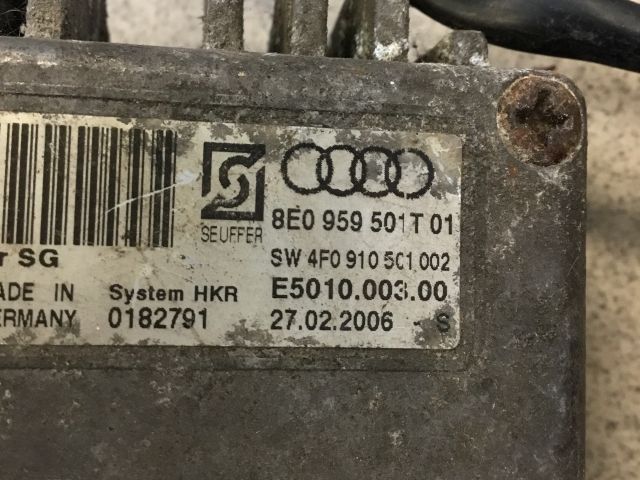 SEUFFER
8E0 959 501T 01
r SG
SW 4F0 910 501 002
ADE IN
System HKR
E5010.003.00
ERMANY
0182791
27.02.2006
S